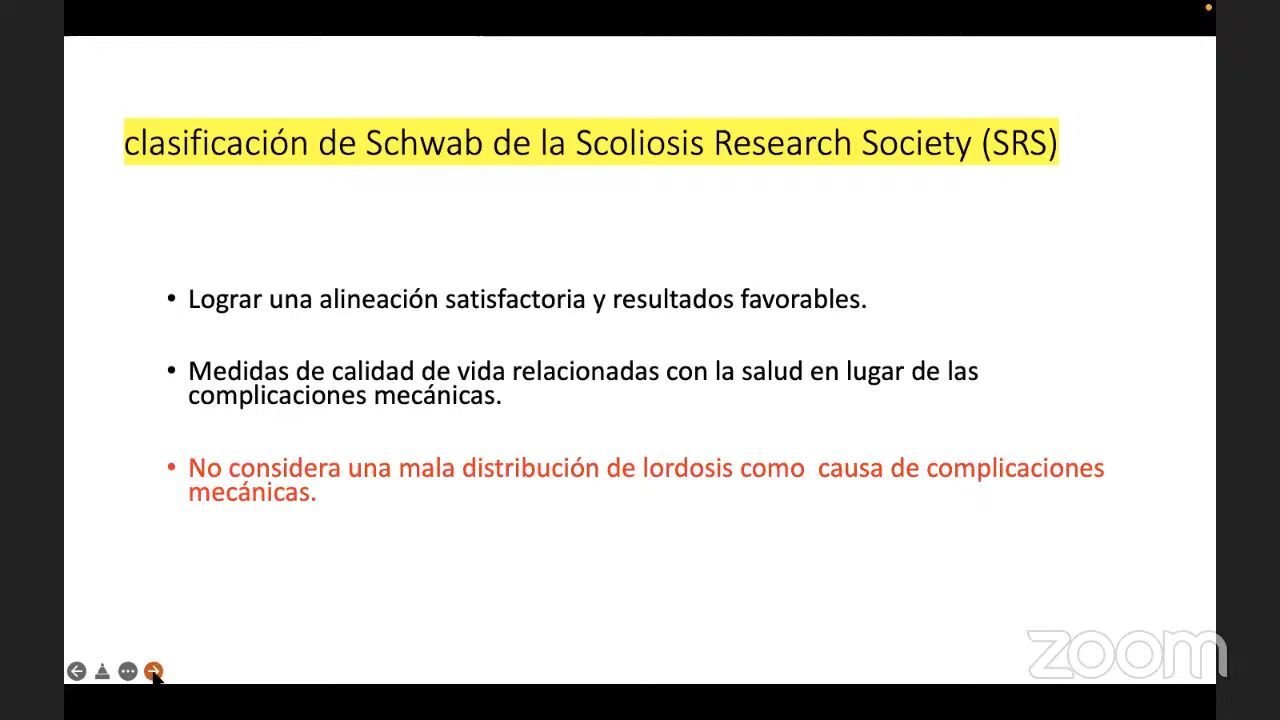 clasificación de Schwab de la Scoliosis Research Society (SRS)
• Lograr una alineación satisfactoria y resultados favorables.
• Medidas de calidad de vida relacionadas con la salud en lugar de las
complicaciones mecánicas.
• No considera una mala distribución de lordosis como  causa de complicaciones
mecánicas.
zoom